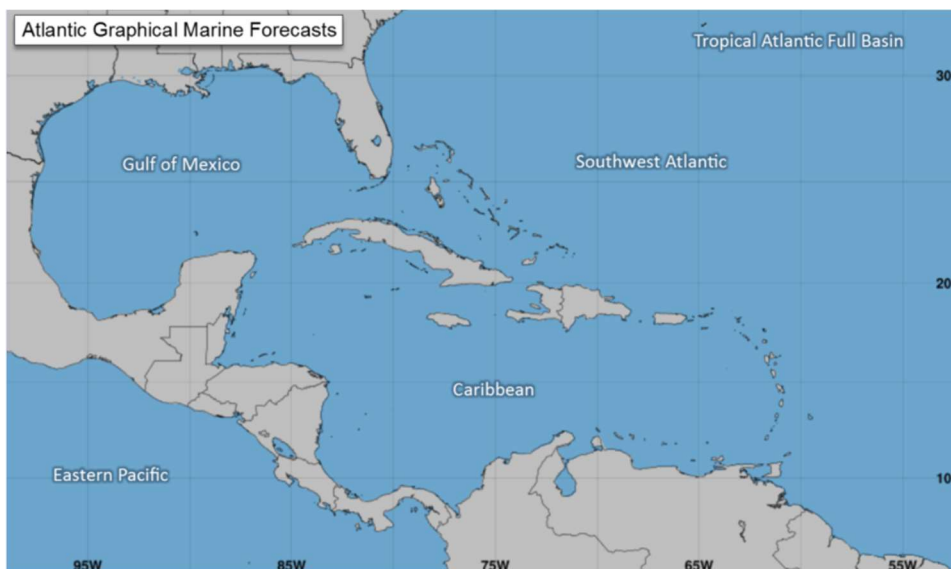 Atlantic Graphical Marine Forecasts
Tropical Atlantic Full Basin
30
Gulf of Mexico
Southwest Atlantic
20
Caribbean
Eastern Pacific
10
95W 85W 75W 65W 55W